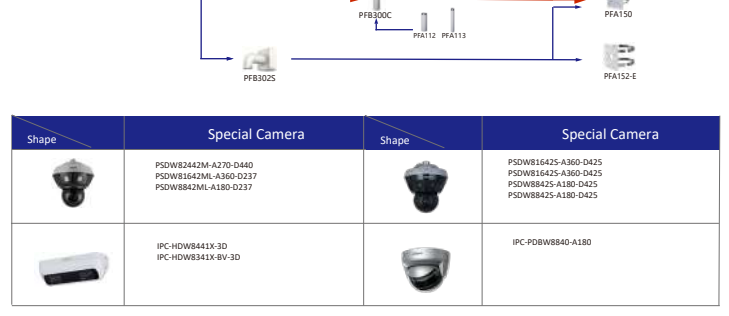 PFB300C
PFA150
PFA112 PFA113
PFB302S
PFA152-E
Shape
Special Camera
Shape
Special Camera
PSDW82442M-A270-D440
PSDW81642ML-A360-D237
PSDW8842ML-A180-D237
PSDW81642S-A360-D425
PSDW81642S-A360-D425
PSDW8842S-A180-D425
PSDW8842S-A180-D425
IPC-HDW8441X-3D
IPC-HDW8341X-BV-3D
IPC-PDBW8840-A180